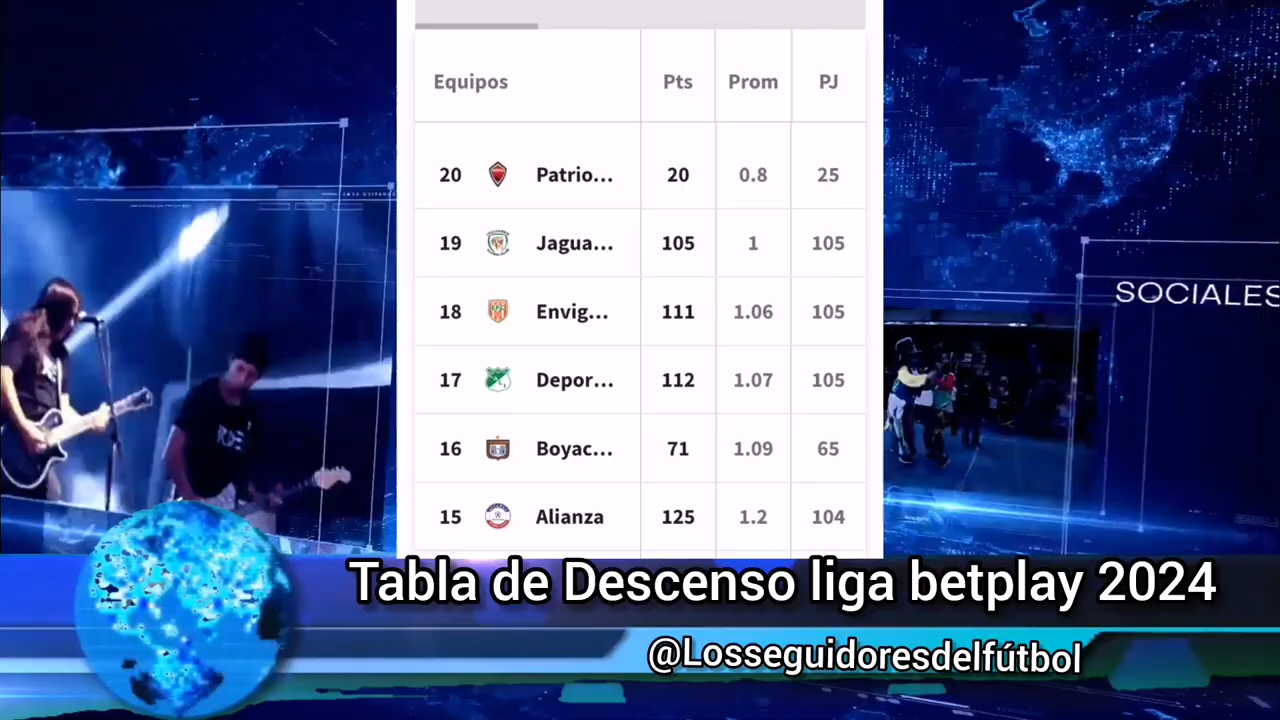 Equipos Pts Prom PJ
20 Patrio... 20 0.8 25
19 Jagua... 105 1 105
18 Envig... 111 1.06 105
17 Depor... 112 1.07 105
16 Boyac... 71 1.09 65
15 Alianza 125 1.2 104
SOCIALES
Tabla de Descenso liga betplay 2024
@Losseguidoresdelfútbol